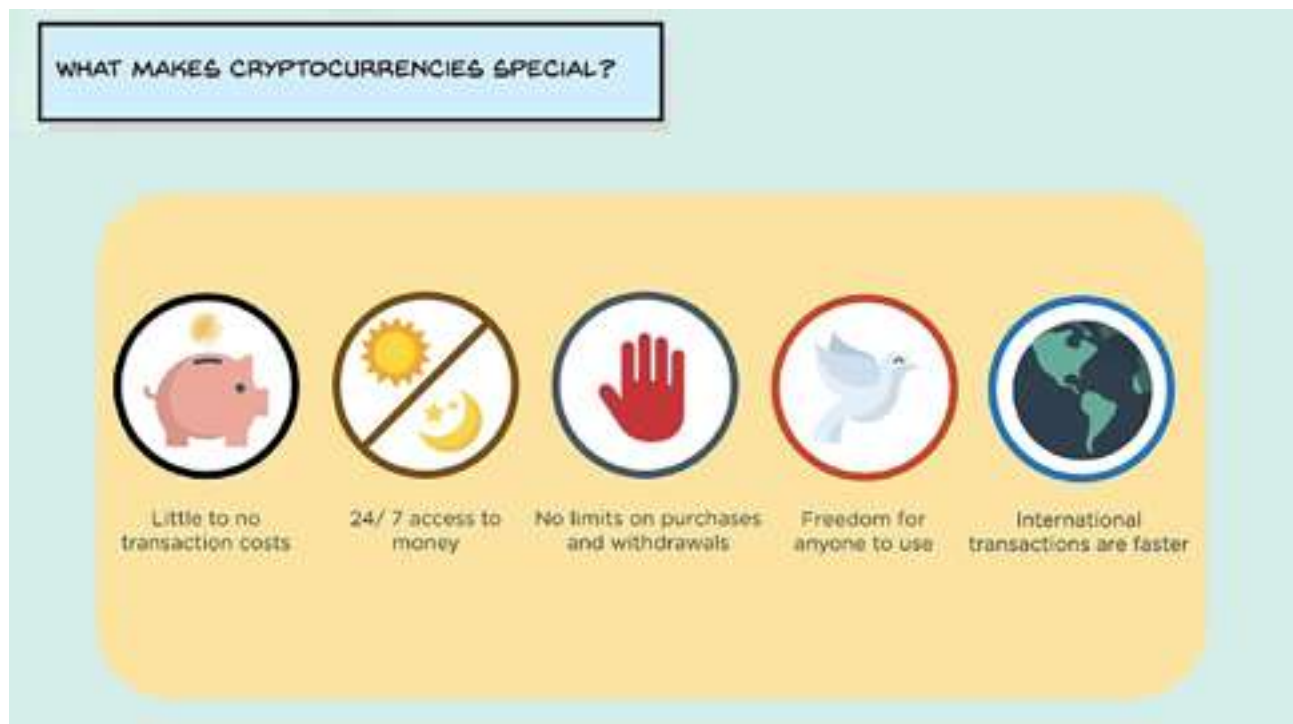 WHAT MAKES CRYPTOCURRENCIES SPECIAL?
Little to no
transaction costs
24/ 7 access to
money
No limits on purchases
and withdrawals
Freedom for
anyone to use
International
transactions are faster